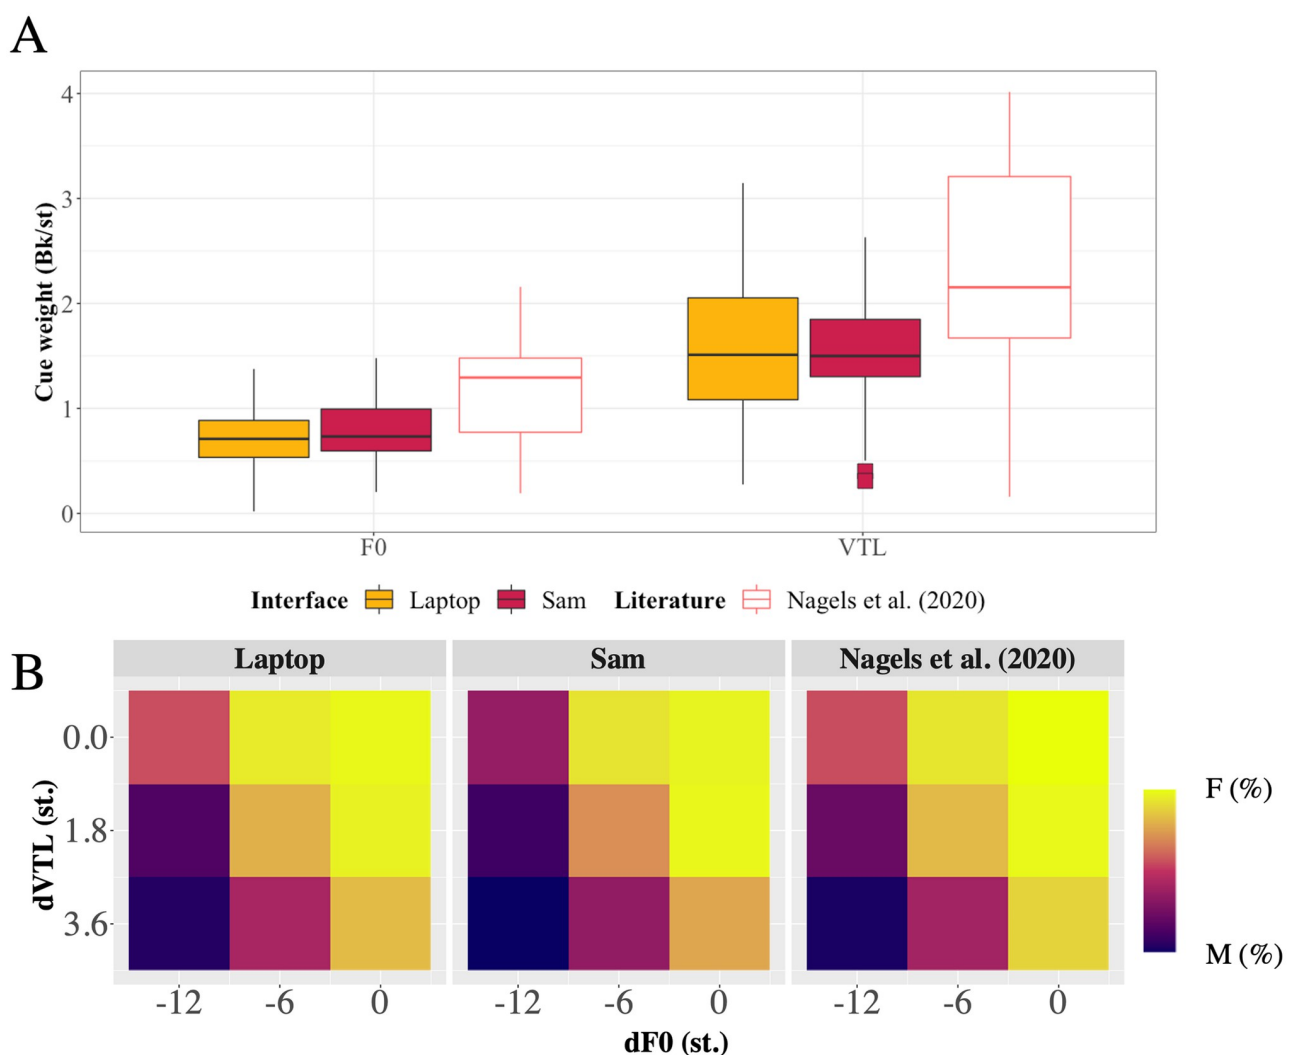 A
Cue weight (Bk/st)
4
3
2
1
0
F0 VTL
Interface Laptop Sam Literature Nagels et al. (2020)
B
Laptop Sam Nagels et al. (2020)
dVTL (st.)
0.0
1.8
3.6
F (%)
M (%)
-12 -6 0 -12 -6 0 -12 -6 0
dF0 (st.)